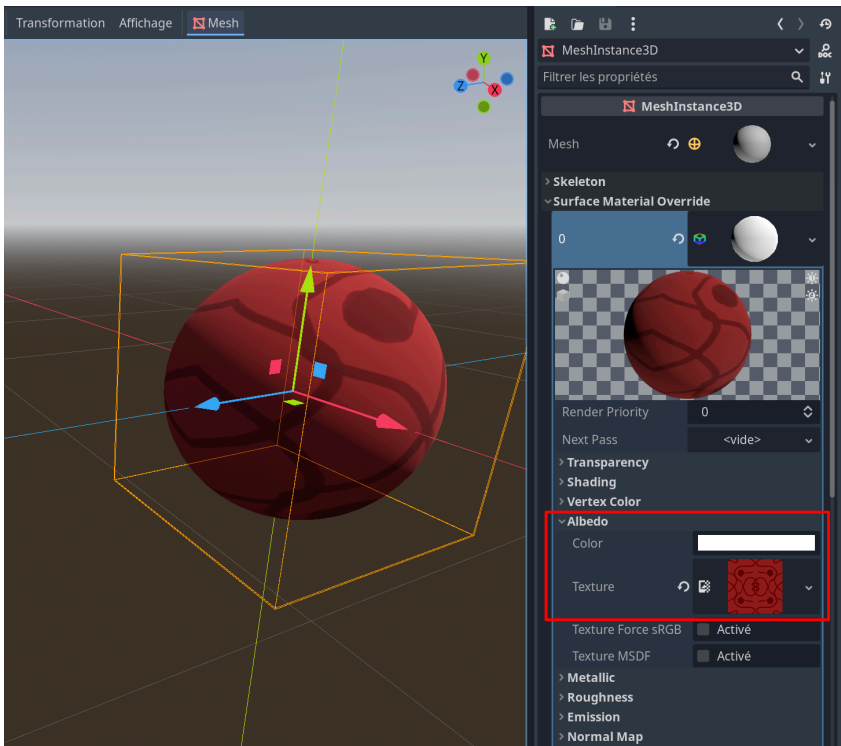 Transformation Affichage Mesh
Y
Z X
MeshInstance3D
DOC
Filtrer les propriétés
MeshInstance3D
Mesh
Skeleton
Surface Material Override
0
Render Priority 0
Next Pass <vide>
Transparency
Shading
Vertex Color
Albedo
Color
Texture
Texture Force sRGB Activé
Texture MSDF Activé
Metallic
Roughness
Emission
Normal Map